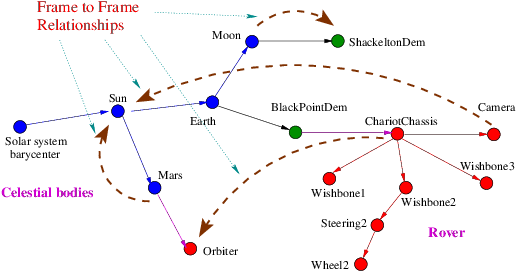 Frame to Frame
Relationships
Moon
ShackeltonDem
Sun
Earth
BlackPointDem
ChariotChassis
Camera
Solar system
barycenter
Mars
Wishbone1
Wishbone2
Wishbone3
Celestial bodies
Steering2
Rover
Orbiter
Wheel2